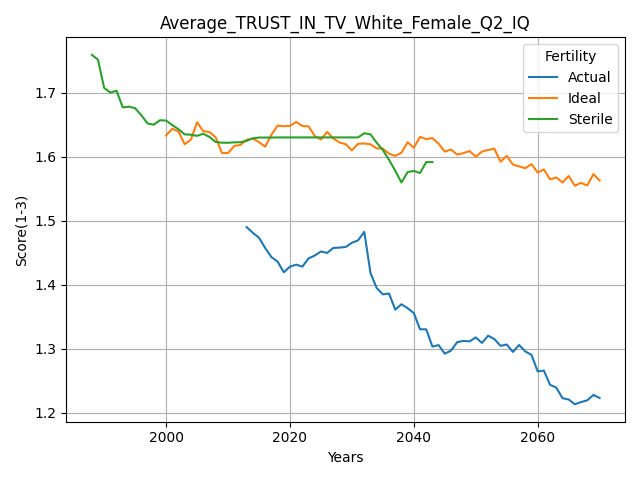 Average_TRUST_IN_TV_White_Female_Q2_IQ
Fertility
Actual
Ideal
Sterile
Score(1-3)
1.7
1.6
1.5
1.4
1.3
1.2
2000
2020
2040
2060
Years